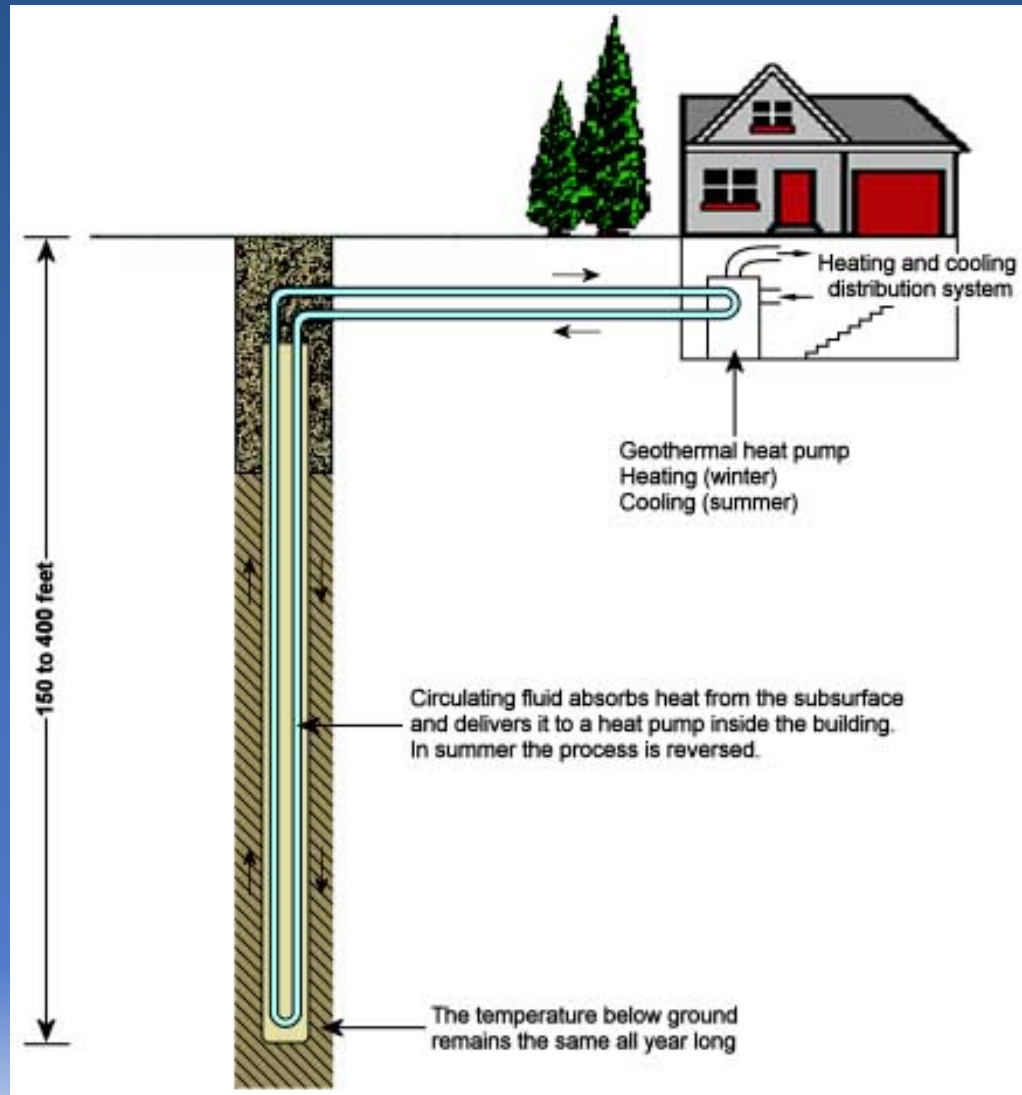 Heating and cooling
distribution system
Geothermal heat pump
Heating (winter)
Cooling (summer)
150 to 400 feet
Circulating fluid absorbs heat from the subsurface
and delivers it to a heat pump inside the building.
In summer the process is reversed.
The temperature below ground
remains the same all year long